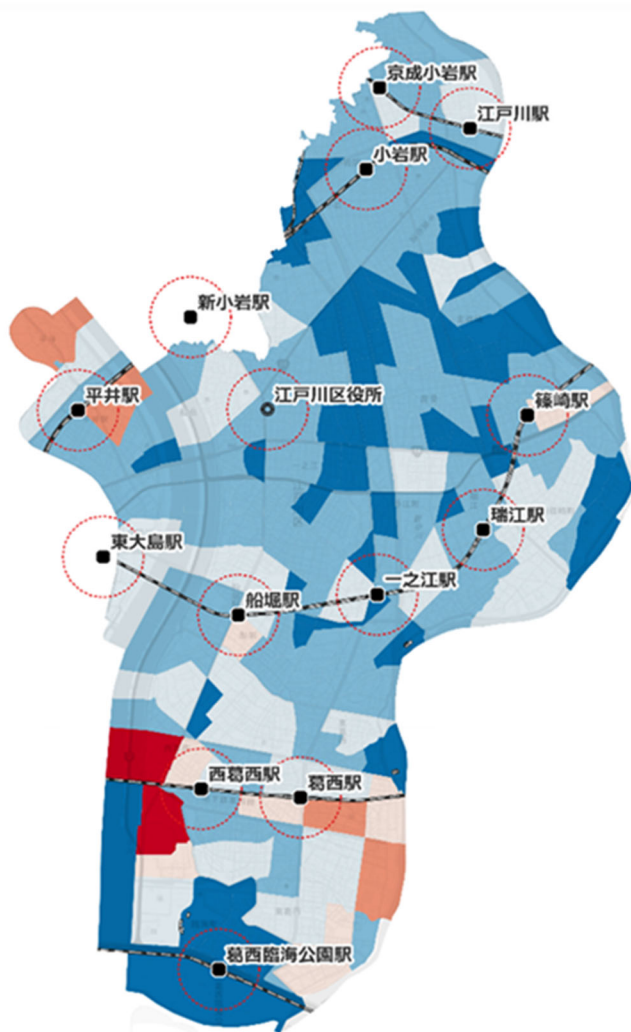 京成小岩駅
江戸川駅
小岩駅
新小岩駅
平井駅
江戸川区役所
篠崎駅
瑞江駅
東大島駅
一之江駅
船堀駅
西葛西駅
葛西駅
葛西臨海公園駅